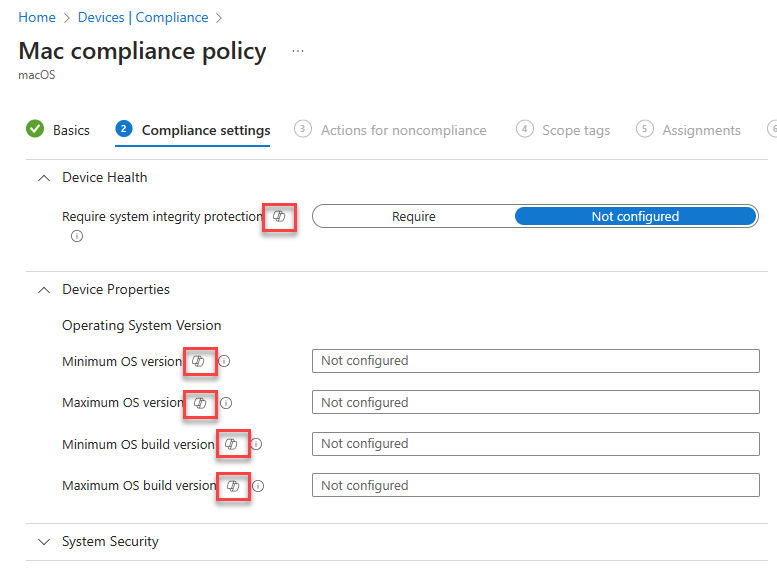 Home > Devices | Compliance >
Mac compliance policy ...
macOS
Basics 2 Compliance settings 3 Actions for noncompliance 4 Scope tags 5 Assignments 6
Device Health
Require system integrity protection Require Not configured
Device Properties
Operating System Version
Minimum OS version Not configured
Maximum OS version Not configured
Minimum OS build version Not configured
Maximum OS build version Not configured
System Security